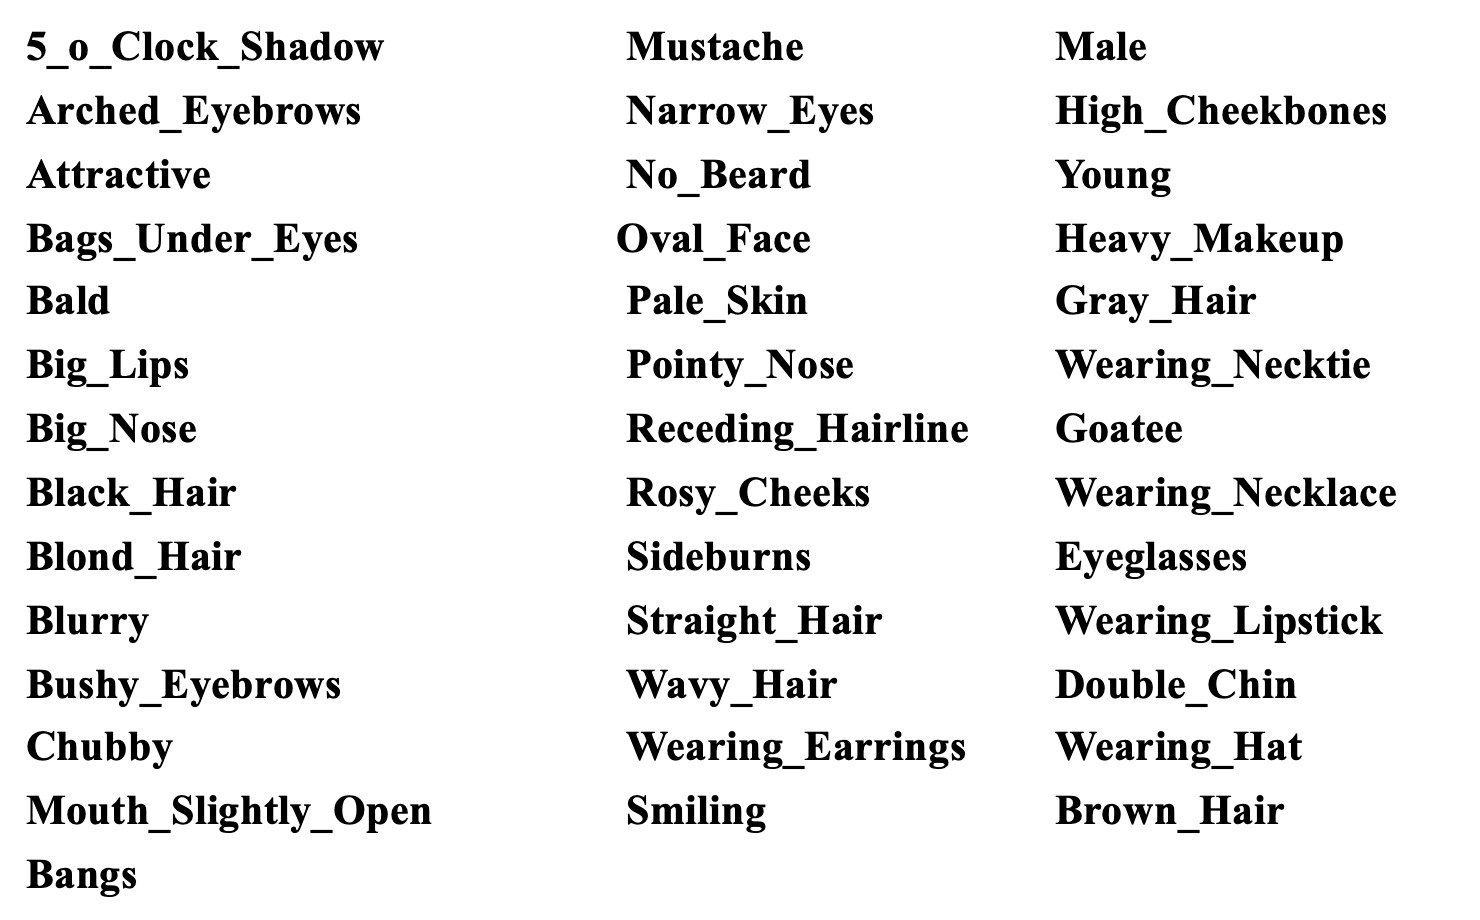 5_o_Clock_Shadow Mustache Male
Arched_Eyebrows Narrow_Eyes High_Cheekbones
Attractive No_Beard Young
Bags_Under_Eyes Oval_Face Heavy_Makeup
Bald Pale_Skin Gray_Hair
Big_Lips Pointy_Nose Wearing_Necktie
Big_Nose Receding_Hairline Goatee
Black_Hair Rosy_Cheeks Wearing_Necklace
Blond_Hair Sideburns Eyeglasses
Blurry Straight_Hair Wearing_Lipstick
Bushy_Eyebrows Wavy_Hair Double_Chin
Chubby Wearing_Earrings Wearing_Hat
Mouth_Slightly_Open Smiling Brown_Hair
Bangs